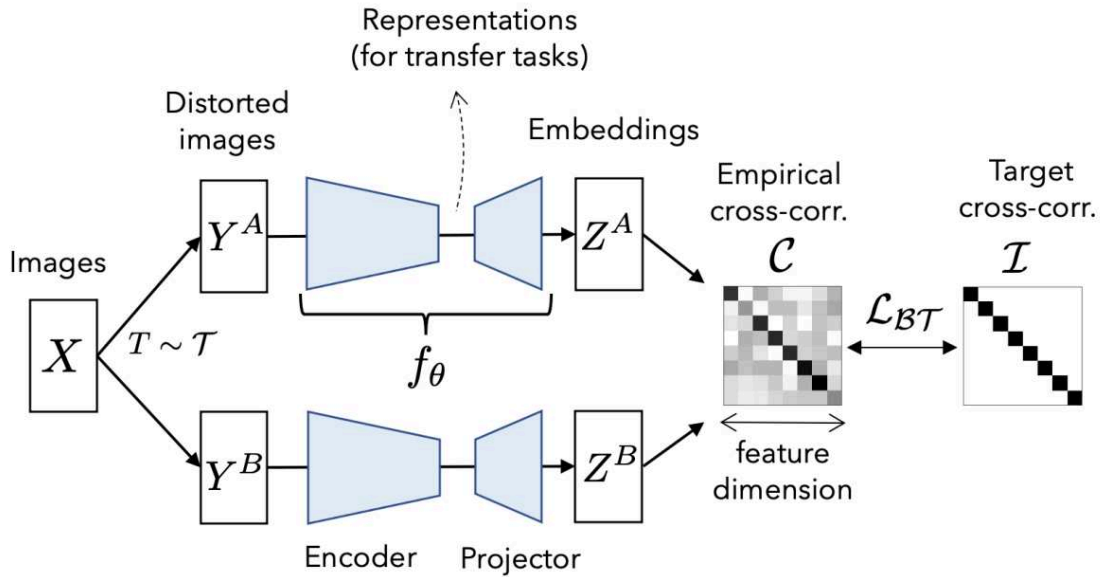 Representations
(for transfer tasks)
Distorted
images
Embeddings
Empirical
cross-corr.
Target
cross-corr.
Images
Y^A
Z^A
C
I
X
T ~ T
f_θ
L_BT
Y^B
Z^B
feature
dimension
Encoder
Projector